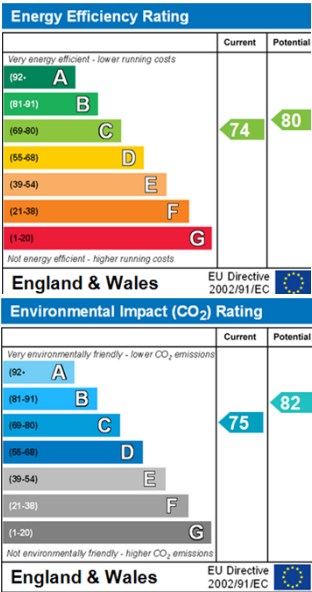 Energy Efficiency Rating
Current Potential
Very energy efficient - lower running costs
(92- A
(81-91) B
(69-80) C 74 80
(55-68) D
(39-54) E
(21-38) F
(1-20) G
Not energy efficient - higher running costs
England & Wales EU Directive 2002/91/EC
Environmental Impact (CO2) Rating
Current Potential
Very environmentally friendly - lower CO2 emissions
(92- A
(81-91) B 82
(69-80) C 75
(55-68) D
(39-54) E
(21-38) F
(1-20) G
Not environmentally friendly - higher CO2 emissions
England & Wales EU Directive 2002/91/EC